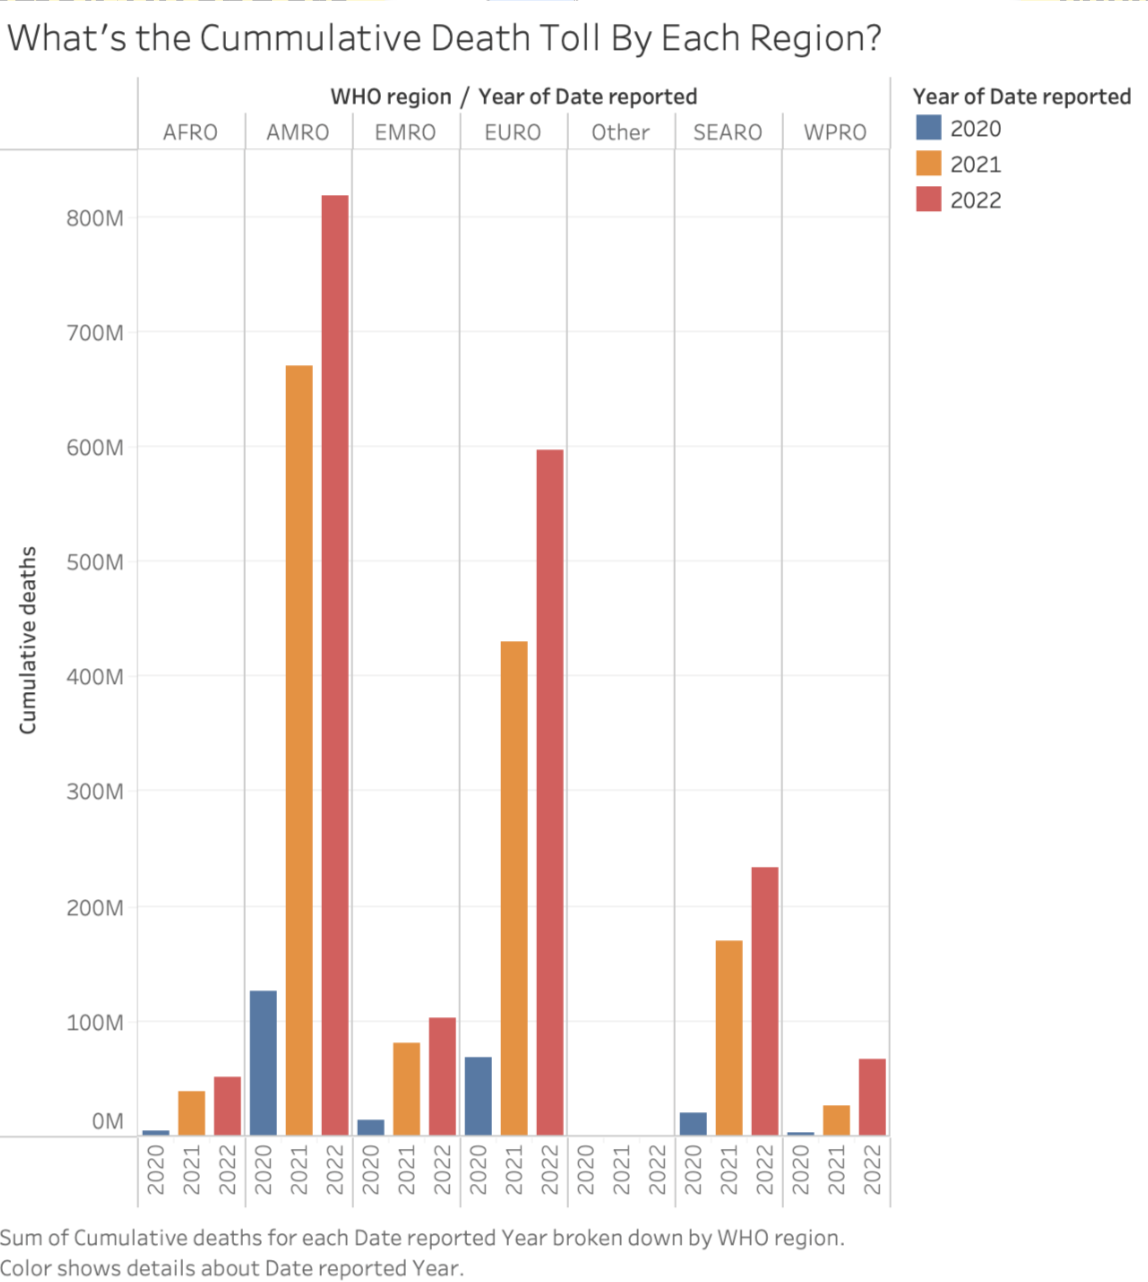 What's the Cummulative Death Toll By Each Region?
WHO region / Year of Date reported
AFRO AMRO EMRO EURO Other SEARO WPRO
Year of Date reported
2020
2021
2022
800M
700M
600M
500M
400M
300M
200M
100M
0M
Cumulative deaths
2020 2021 2022 2020 2021 2022 2020 2021 2022 2020 2021 2022 2020 2021 2022 2020 2021 2022 2020 2021 2022
Sum of Cumulative deaths for each Date reported Year broken down by WHO region.
Color shows details about Date reported Year.